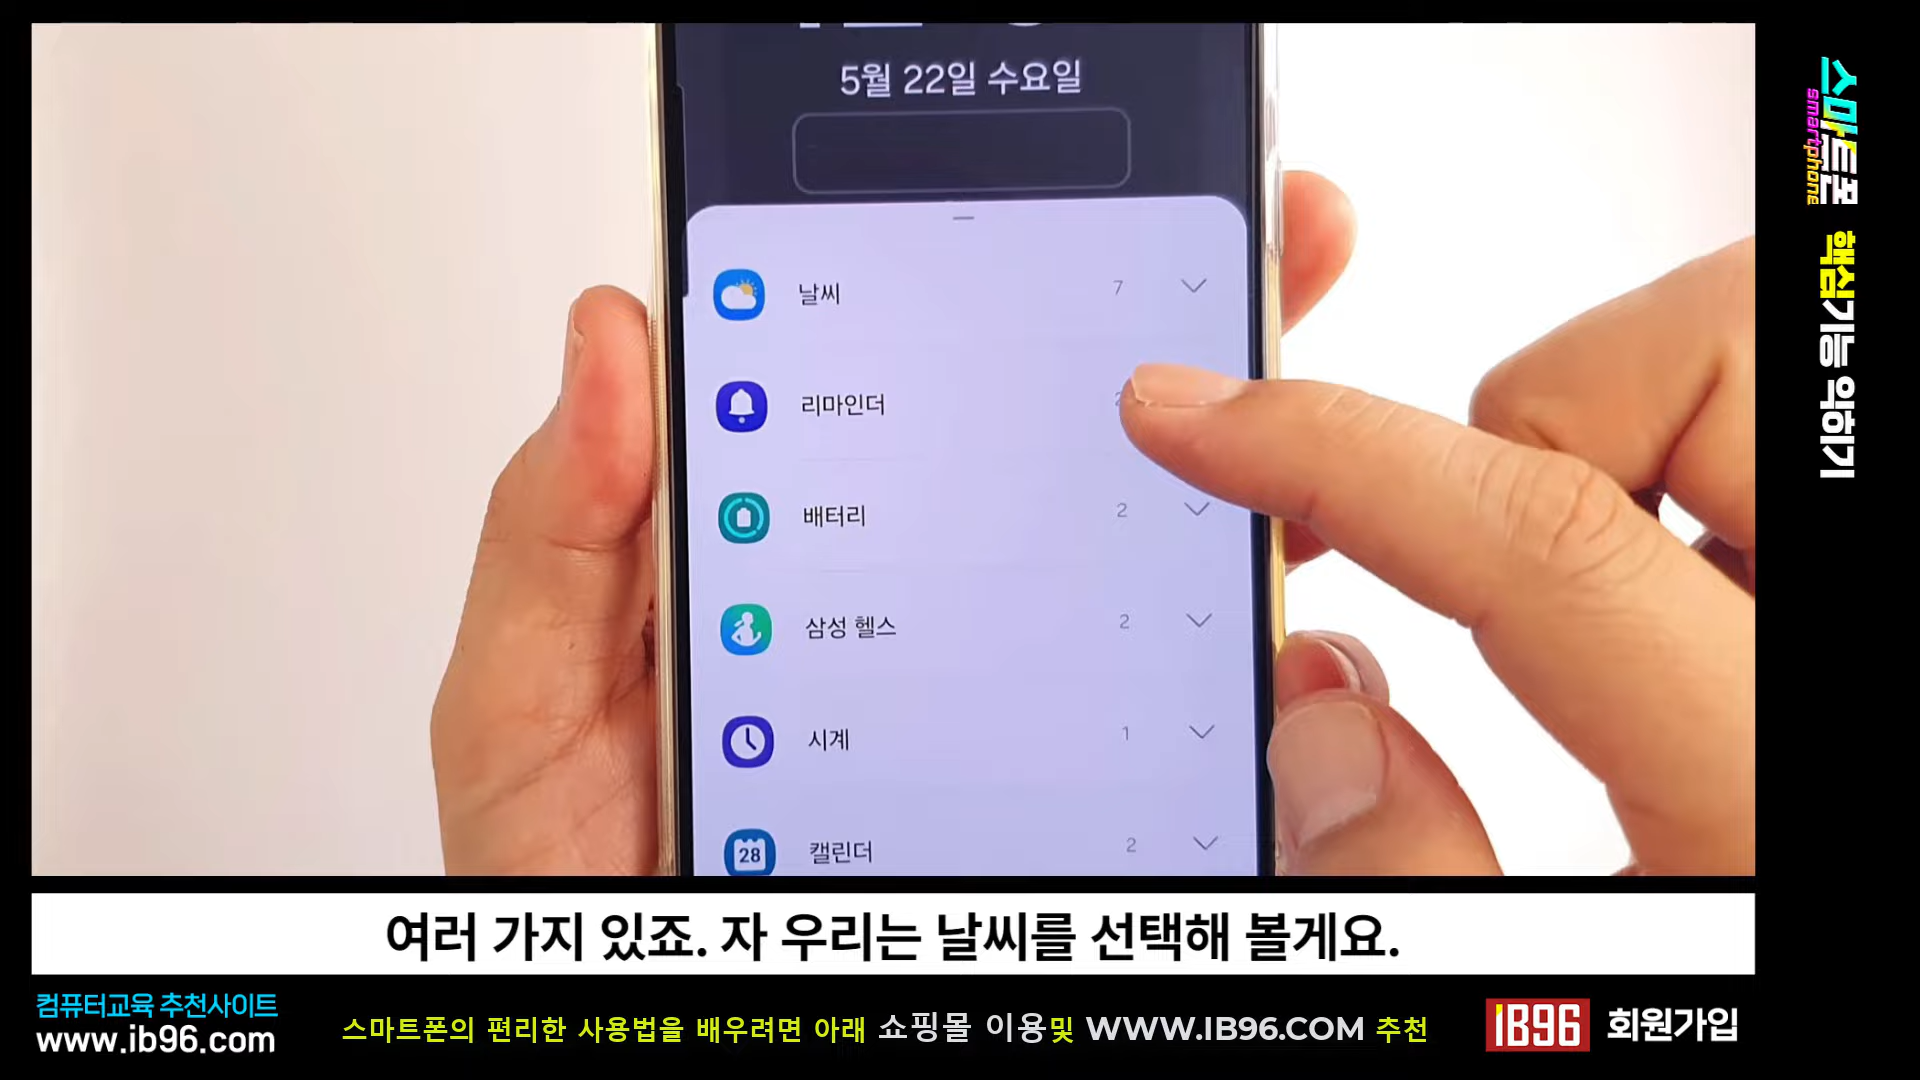 5월 22일 수요일
날씨 7
리마인더
배터리 2
삼성 헬스 2
시계 1
28 캘린더 2
여러 가지 있죠. 자 우리는 날씨를 선택해 볼게요.
컴퓨터교육 추천사이트
www.ib96.com
스마트폰의 편리한 사용법을 배우려면 아래 쇼핑몰 이용및 WWW.IB96.COM 추천
IB96 회원가입
스마트폰 핵심기능 익히기
smartphone